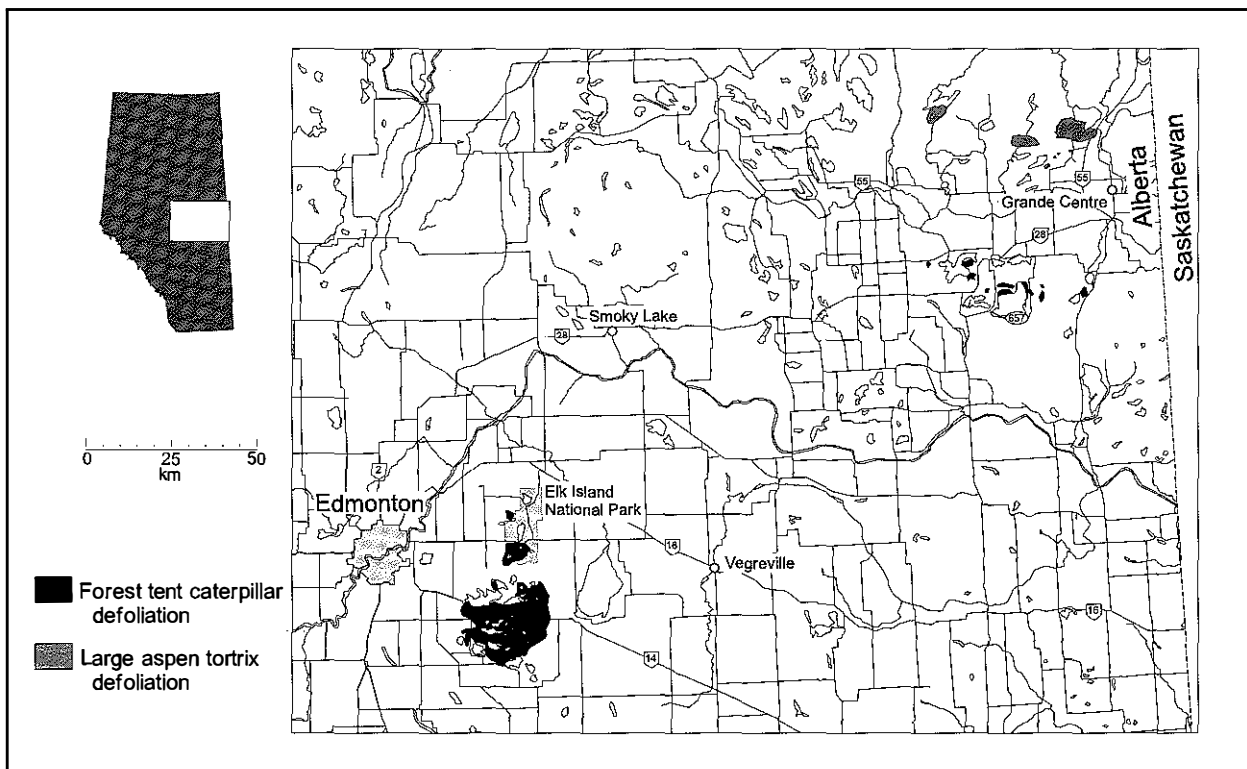 55
55
Grande Centre
Alberta
Saskatchewan
28
657
Smoky Lake
28
0 25 50
km
2
Edmonton
Elk Island
National Park
16
Vegreville
16
14
Forest tent caterpillar
defoliation
Large aspen tortrix
defoliation